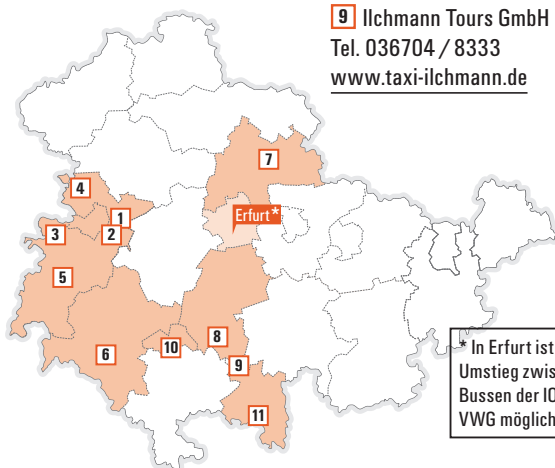 9 Ilchmann Tours GmbH
Tel. 036704 / 8333
www.taxi-ilchmann.de
7
4
Erfurt*
1
3
2
5
6
10
8
9
11
* In Erfurt ist
Umstieg zwis
Bussen der IO
VWG möglich